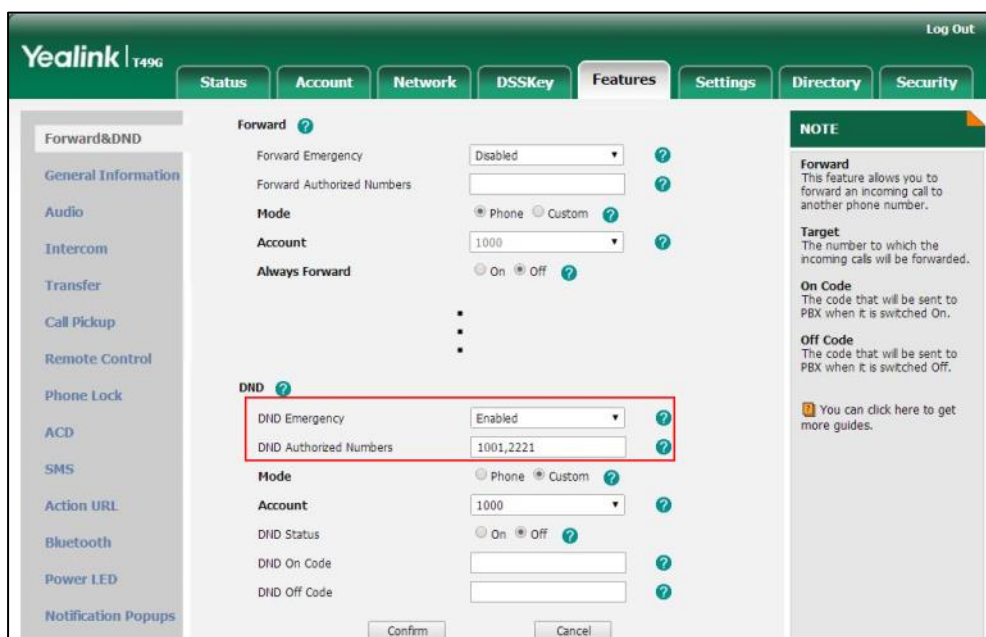 Log Out
Yealink T49G
Status Account Network DSSKey Features Settings Directory Security
Forward&DND
General Information
Audio
Intercom
Transfer
Call Pickup
Remote Control
Phone Lock
ACD
SMS
Action URL
Bluetooth
Power LED
Notification Popups
Forward ?
Forward Emergency Disabled ?
Forward Authorized Numbers ?
Mode Phone Custom ?
Account 1000 ?
Always Forward On Off ?
DND ?
DND Emergency Enabled ?
DND Authorized Numbers 1001,2221 ?
Mode Phone Custom ?
Account 1000 ?
DND Status On Off ?
DND On Code ?
DND Off Code ?
Confirm Cancel
NOTE
Forward
This feature allows you to
forward an incoming call to
another phone number.
Target
The number to which the
incoming calls will be forwarded.
On Code
The code that will be sent to
PBX when it is switched On.
Off Code
The code that will be sent to
PBX when it is switched Off.
? You can click here to get
more guides.